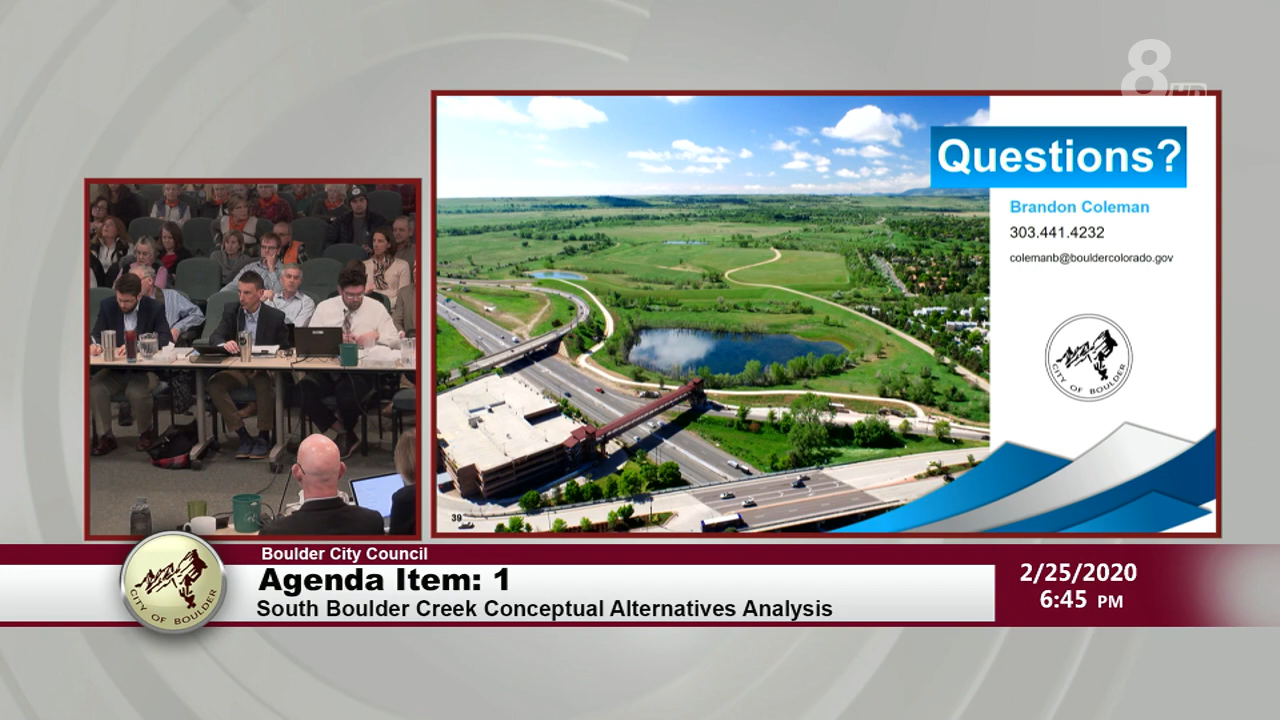 8
HD
Questions?
Brandon Coleman
303.441.4232
colemanb@bouldercolorado.gov
CITY OF BOULDER
39
Boulder City Council
Agenda Item: 1
South Boulder Creek Conceptual Alternatives Analysis
CITY OF BOULDER
2/25/2020
6:45 PM